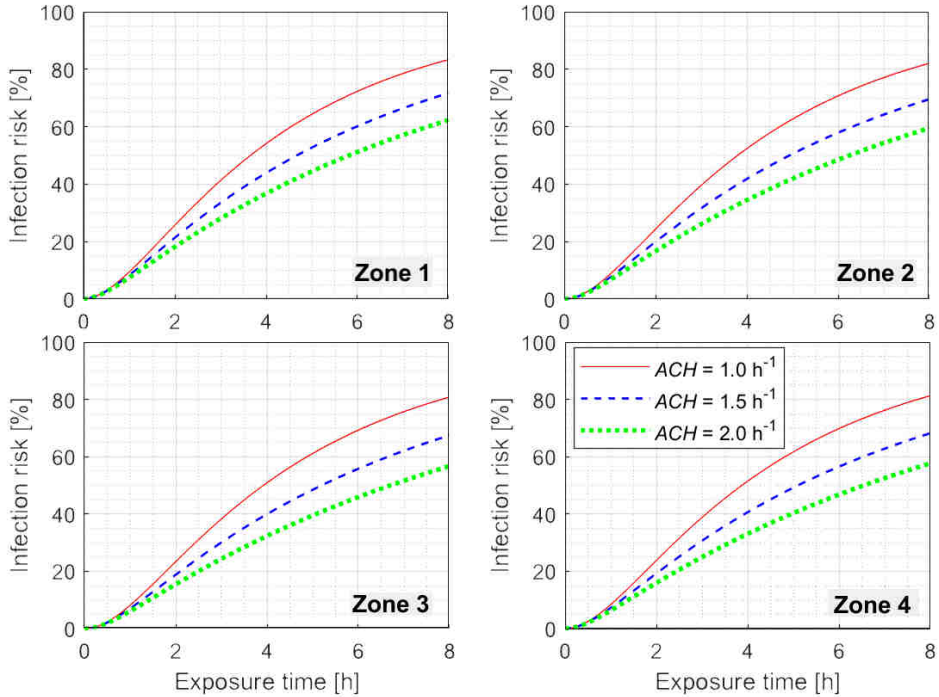 100
80
60
40
20
0
Infection risk [%]
0 2 4 6 8
Exposure time [h]
Zone 1
100
80
60
40
20
0
Infection risk [%]
0 2 4 6 8
Exposure time [h]
Zone 2
100
80
60
40
20
0
Infection risk [%]
0 2 4 6 8
Exposure time [h]
Zone 3
100
80
60
40
20
0
Infection risk [%]
ACH = 1.0 h⁻¹
ACH = 1.5 h⁻¹
ACH = 2.0 h⁻¹
Zone 4
0 2 4 6 8
Exposure time [h]